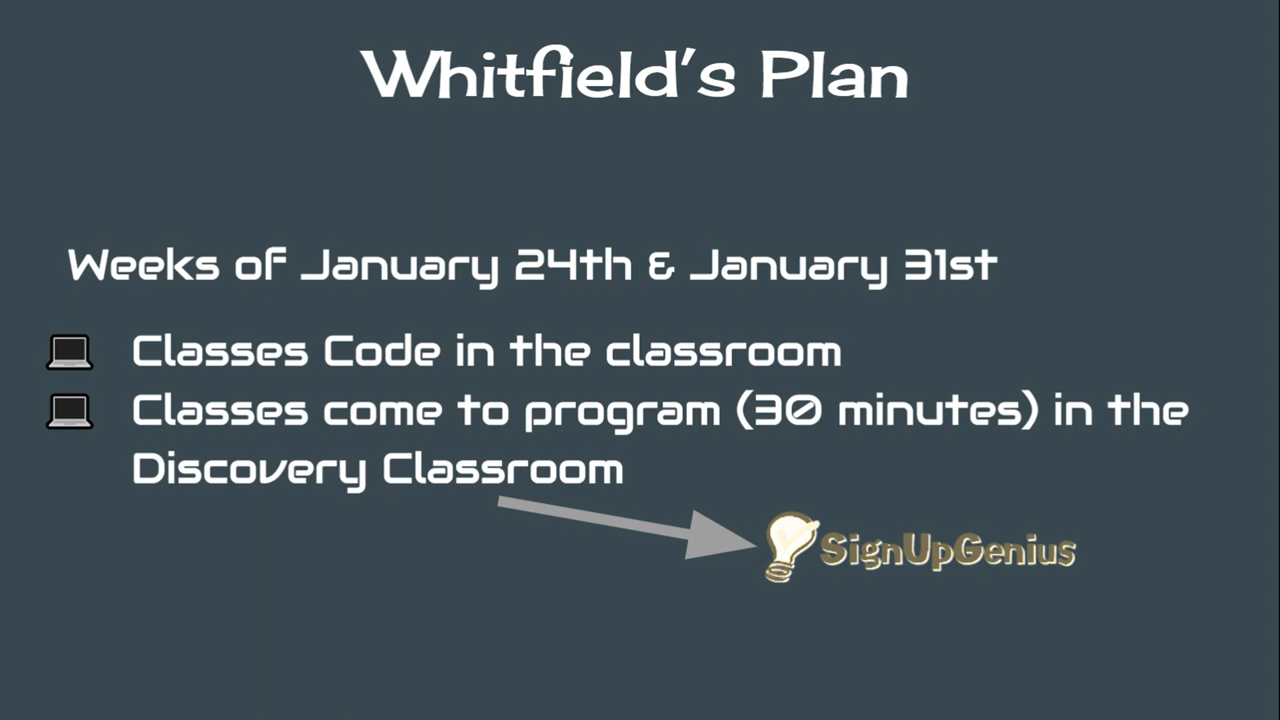 Whitfield's Plan
Weeks of January 24th & January 31st
Classes Code in the classroom
Classes come to program (30 minutes) in the
Discovery Classroom
SignUpGenius